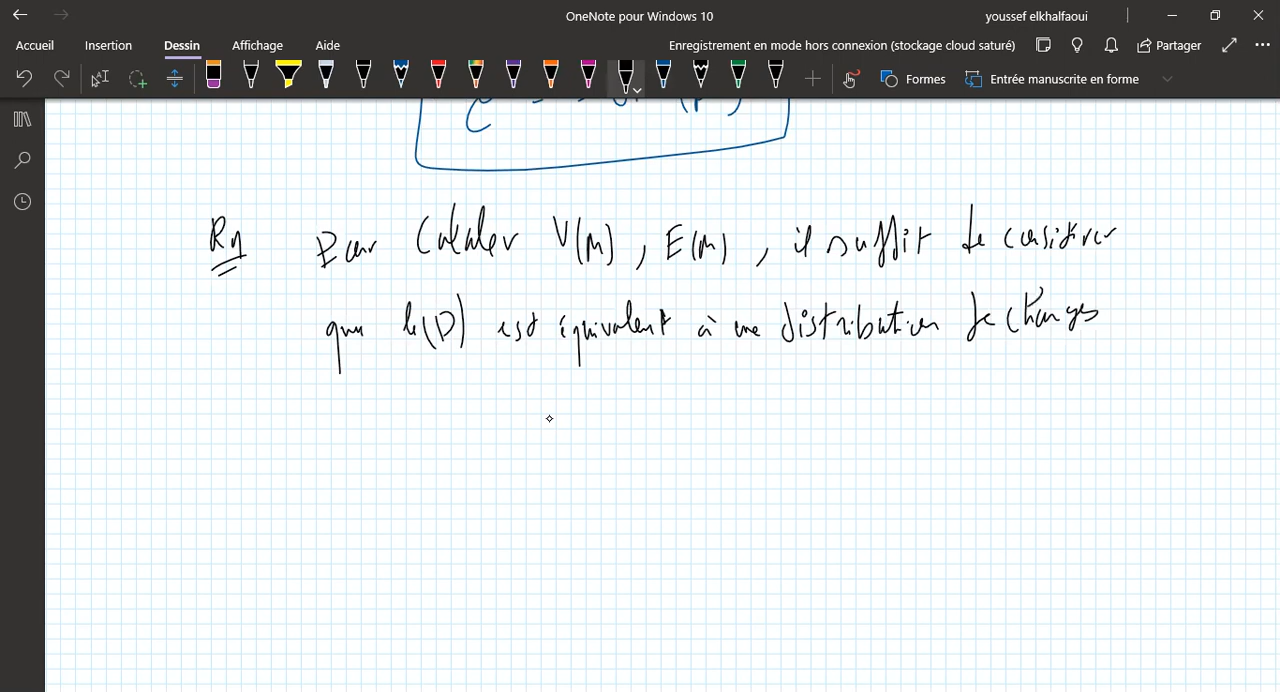 OneNote pour Windows 10
youssef elkhalfaoui
Accueil Insertion Dessin Affichage Aide
Enregistrement en mode hors connexion (stockage cloud saturé)
Partager
Formes
Entrée manuscrite en forme
Rq Pour Calculer V(M), E(M), il suffit de considérer
que le (D) est équivalent à une distribution de charges